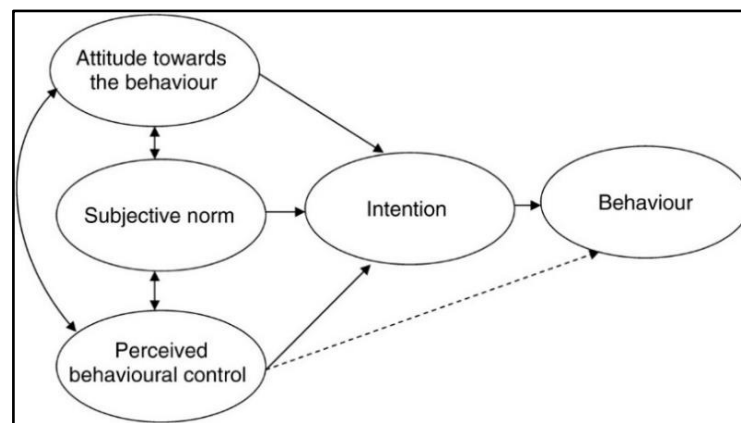 Attitude towards
the behaviour
Subjective norm
Intention
Behaviour
Perceived
behavioural control